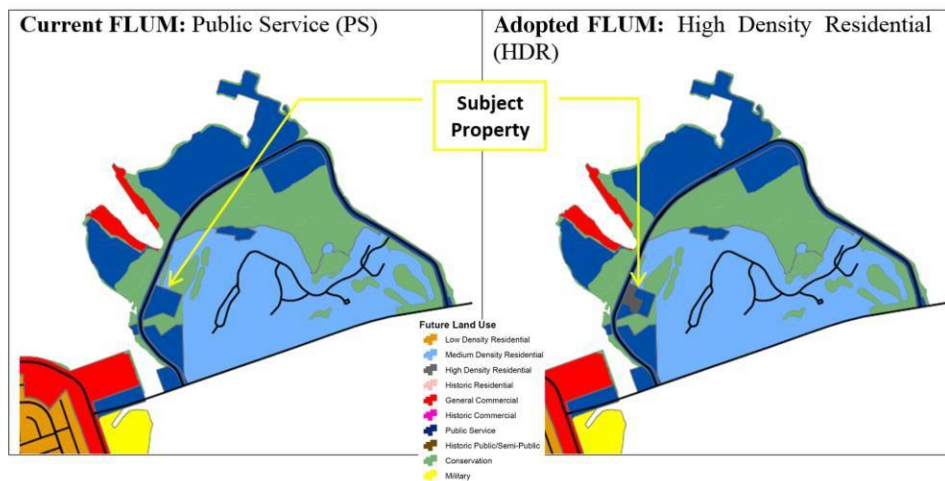 Current FLUM: Public Service (PS)
Adopted FLUM: High Density Residential
(HDR)
Subject
Property
Future Land Use
Low Density Residential
Medium Density Residential
High Density Residential
Historic Residential
General Commercial
Historic Commercial
Public Service
Historic Public/Semi-Public
Conservation
Military